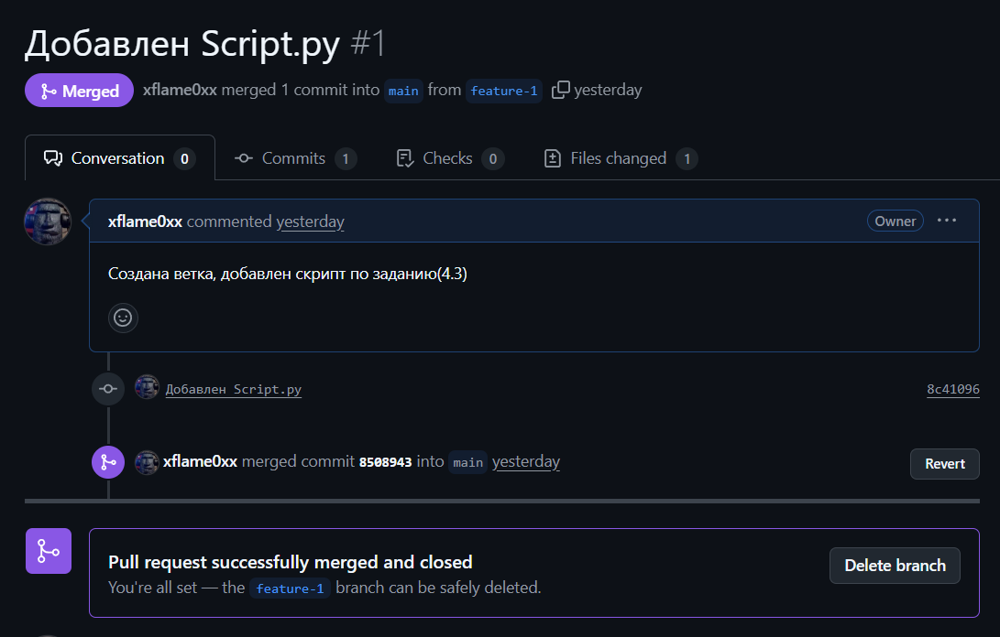 Добавлен Script.py #1
Merged xflame0xx merged 1 commit into main from feature-1 yesterday
Conversation 0 Commits 1 Checks 0 Files changed 1
xflame0xx commented yesterday Owner
Создана ветка, добавлен скрипт по заданию(4.3)
Добавлен Script.py 8c41096
xflame0xx merged commit 8508943 into main yesterday Revert
Pull request successfully merged and closed
You're all set — the feature-1 branch can be safely deleted.
Delete branch